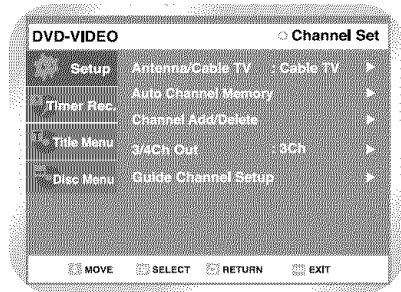 DVD-VIDEO Channel Set
Setup Antenna/Cable TV : Cable TV
Auto Channel Memory
Timer Rec.
Channel Add/Delete
Title Menu 3/4Ch Out : 3Ch
Disc Menu Guide Channel Setup
MOVE SELECT RETURN EXIT